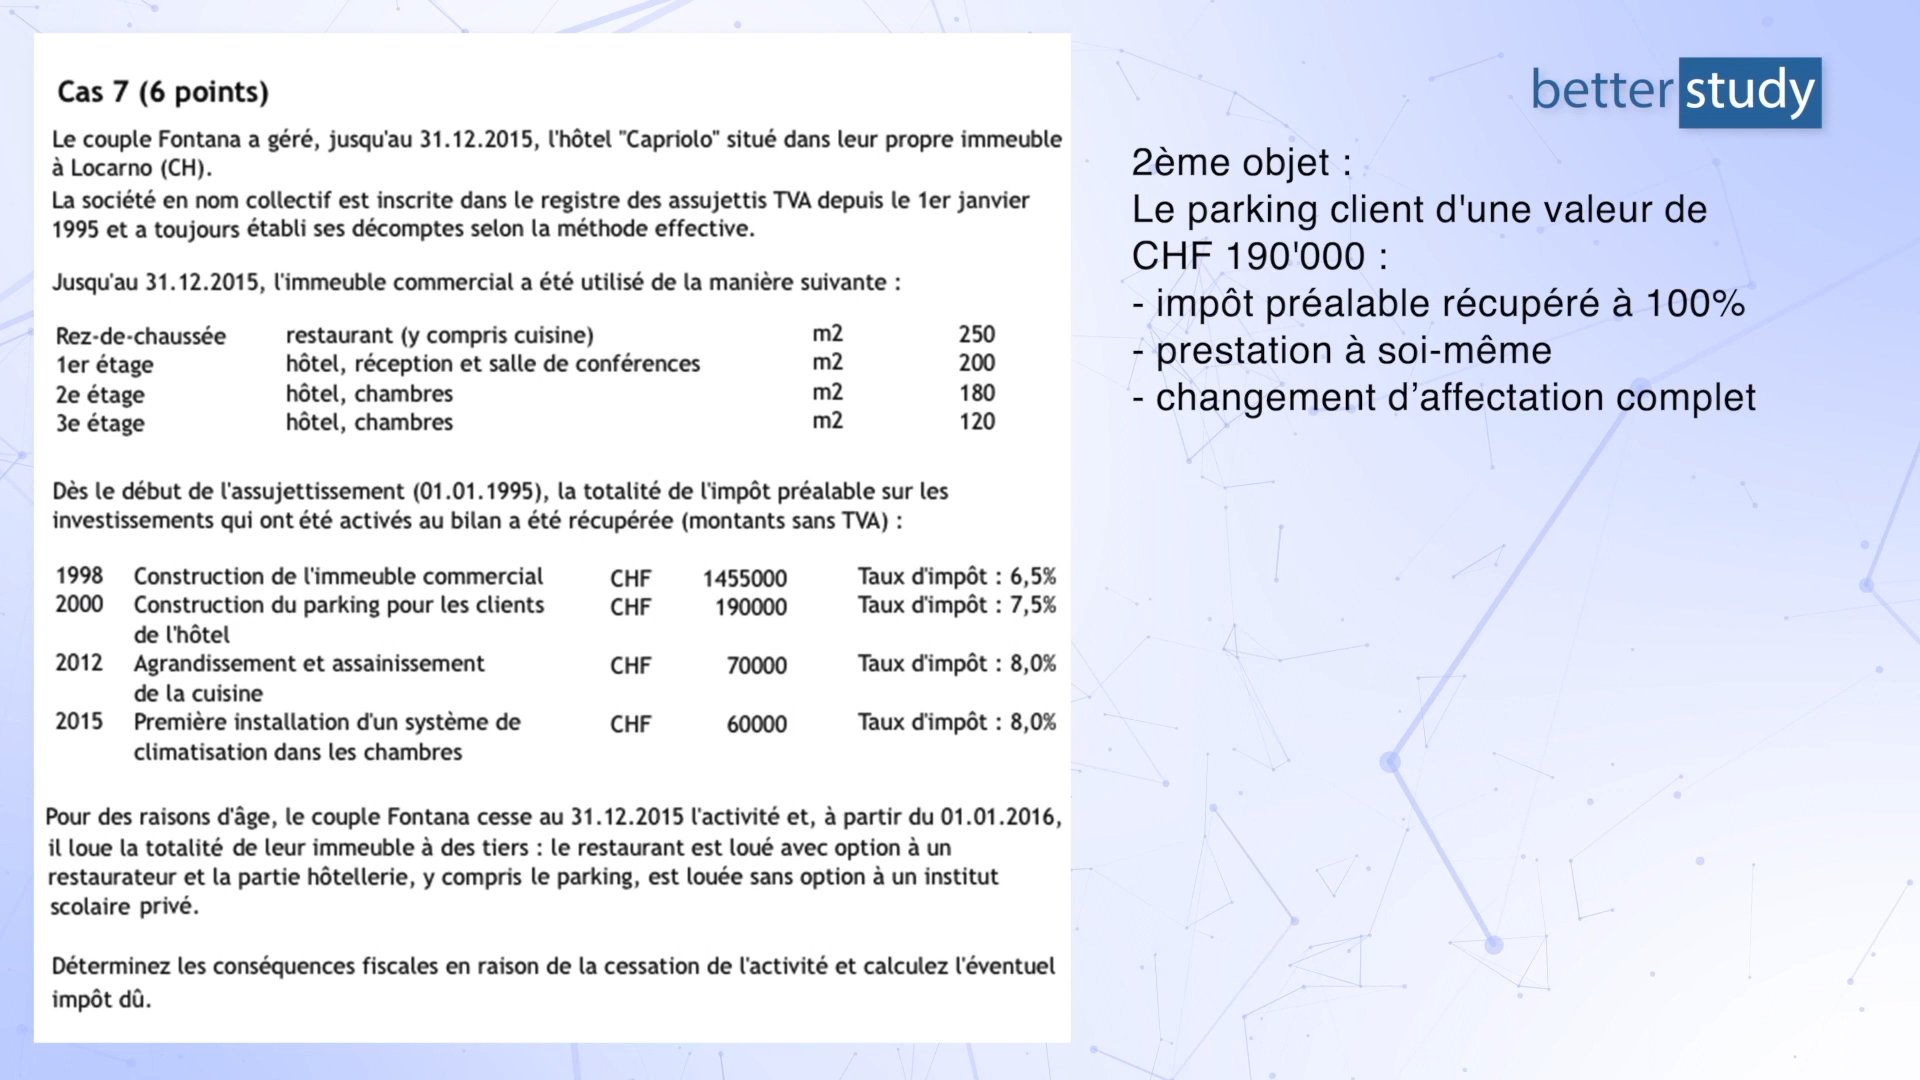 Cas 7 (6 points)
Le couple Fontana a géré, jusqu'au 31.12.2015, l'hôtel "Capriolo" situé dans leur propre immeuble
à Locarno (CH).
La société en nom collectif est inscrite dans le registre des assujettis TVA depuis le 1er janvier
1995 et a toujours établi ses décomptes selon la méthode effective.
Jusqu'au 31.12.2015, l'immeuble commercial a été utilisé de la manière suivante :
Rez-de-chaussée restaurant (y compris cuisine) m2 250
1er étage hôtel, réception et salle de conférences m2 200
2e étage hôtel, chambres m2 180
3e étage hôtel, chambres m2 120
Dès le début de l'assujettissement (01.01.1995), la totalité de l'impôt préalable sur les
investissements qui ont été activés au bilan a été récupérée (montants sans TVA) :
1998 Construction de l'immeuble commercial CHF 1455000 Taux d'impôt : 6,5%
2000 Construction du parking pour les clients CHF 190000 Taux d'impôt : 7,5%
de l'hôtel
2012 Agrandissement et assainissement CHF 70000 Taux d'impôt : 8,0%
de la cuisine
2015 Première installation d'un système de CHF 60000 Taux d'impôt : 8,0%
climatisation dans les chambres
Pour des raisons d'âge, le couple Fontana cesse au 31.12.2015 l'activité et, à partir du 01.01.2016,
il loue la totalité de leur immeuble à des tiers : le restaurant est loué avec option à un
restaurateur et la partie hôtellerie, y compris le parking, est louée sans option à un institut
scolaire privé.
Déterminez les conséquences fiscales en raison de la cessation de l'activité et calculez l'éventuel
impôt dû.
betterstudy
2ème objet :
Le parking client d'une valeur de
CHF 190'000 :
- impôt préalable récupéré à 100%
- prestation à soi-même
- changement d’affectation complet